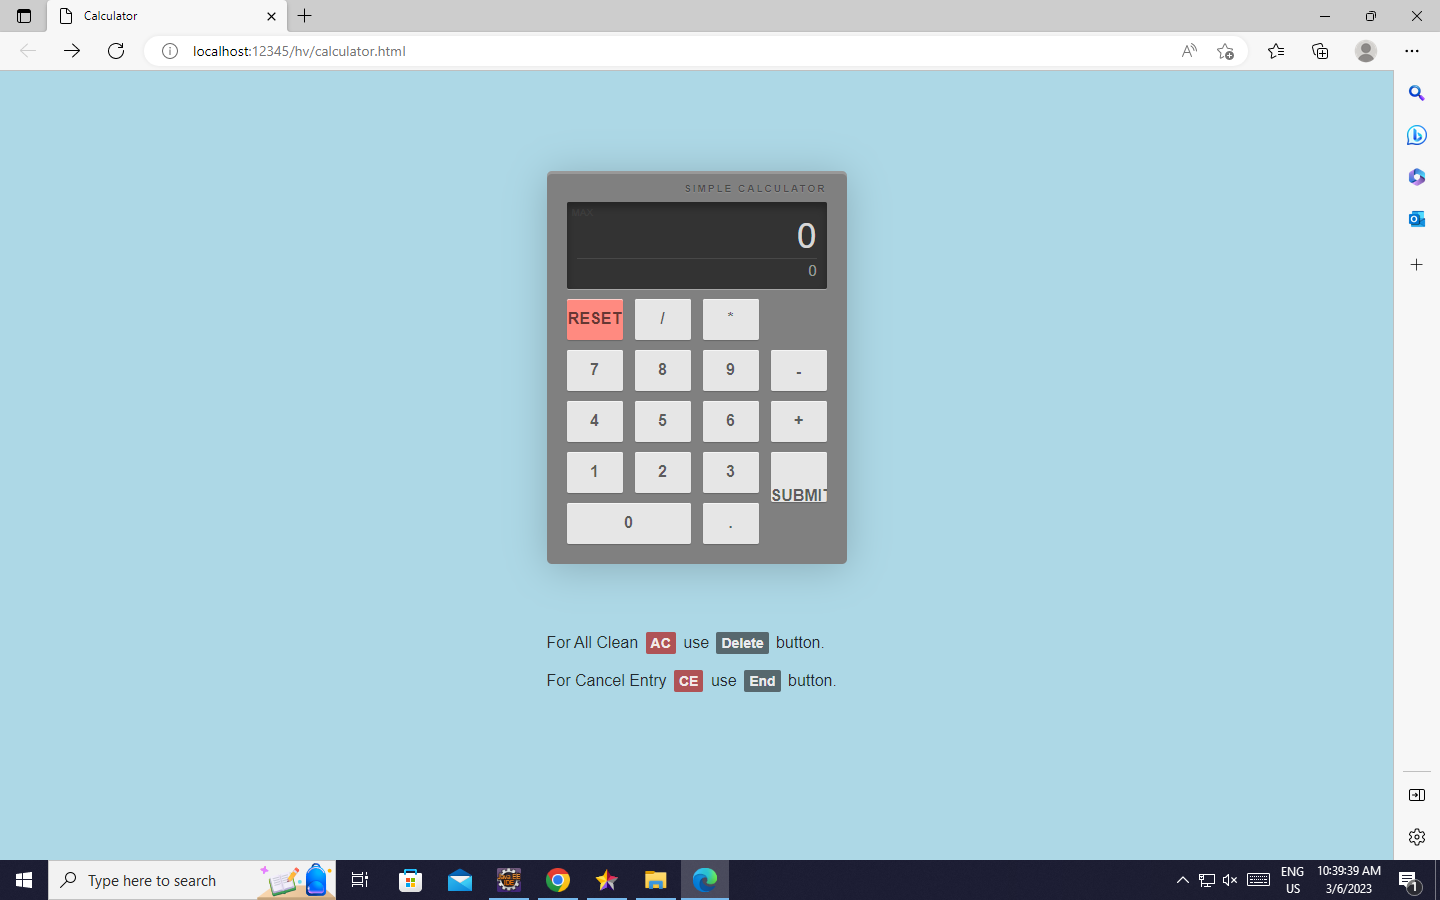 Calculator
localhost:12345/hv/calculator.html
SIMPLE CALCULATOR
MAX
0
0
RESET / *
7 8 9 -
4 5 6 +
1 2 3
SUBMIT
0 .
For All Clean AC use Delete button.
For Cancel Entry CE use End button.
Type here to search
ENG
US
10:39:39 AM
3/6/2023
1